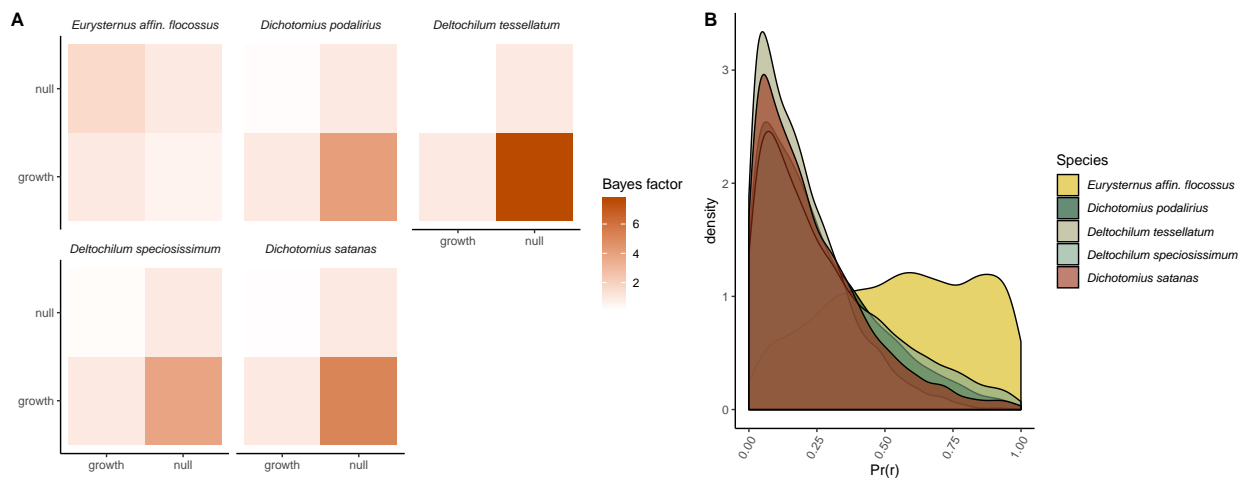 A
Eurysternus affin. flocossus
Dichotomius podalirius
Deltochilum tessellatum
null
growth
growth
null
Deltochilum speciosissimum
Dichotomius satanas
null
growth
growth
null
growth
null
Bayes factor
6
4
2
B
density
3
2
1
0
0.00
0.25
0.50
0.75
1.00
Pr(r)
Species
Eurysternus affin. flocossus
Dichotomius podalirius
Deltochilum tessellatum
Deltochilum speciosissimum
Dichotomius satanas